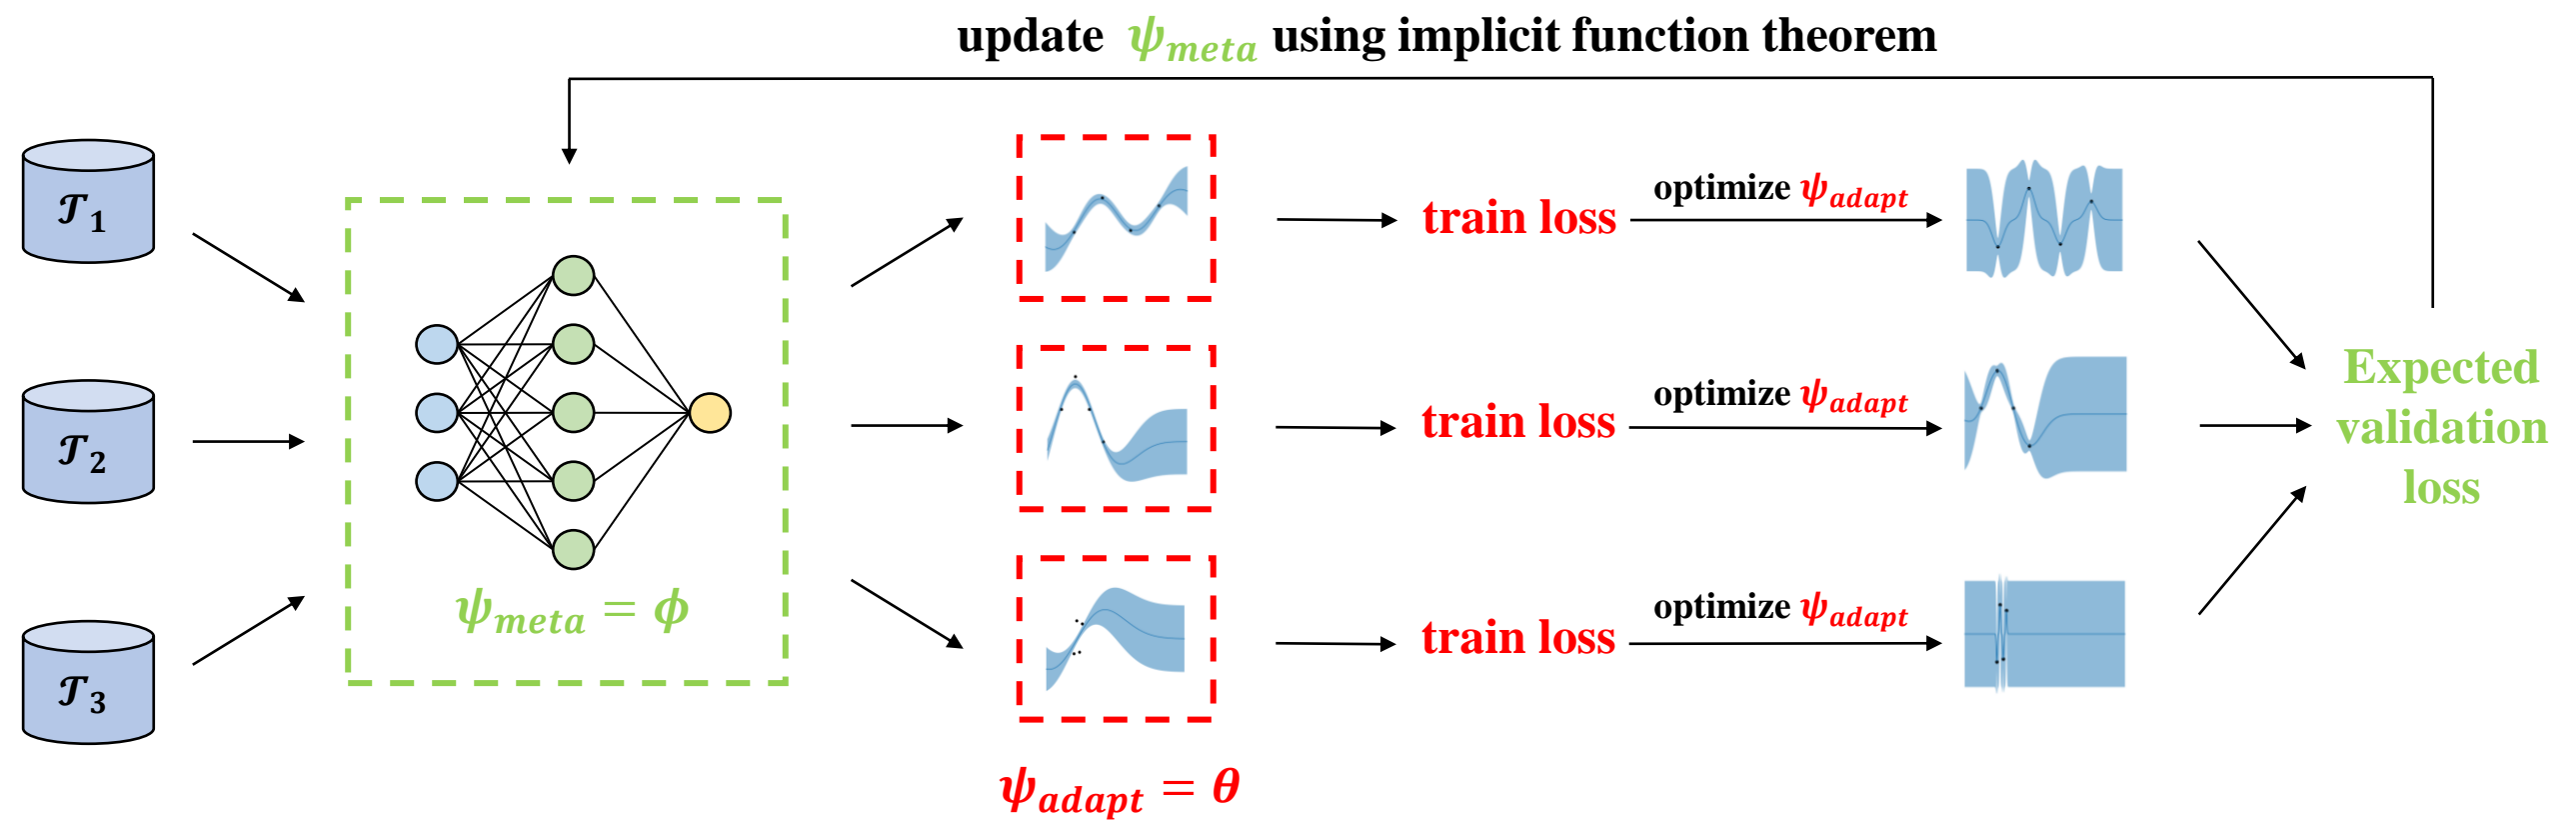 update ψ_meta using implicit function theorem
𝒯_1
𝒯_2
𝒯_3
ψ_meta = ϕ
ψ_adapt = θ
train loss
optimize ψ_adapt
train loss
optimize ψ_adapt
train loss
optimize ψ_adapt
Expected
validation
loss